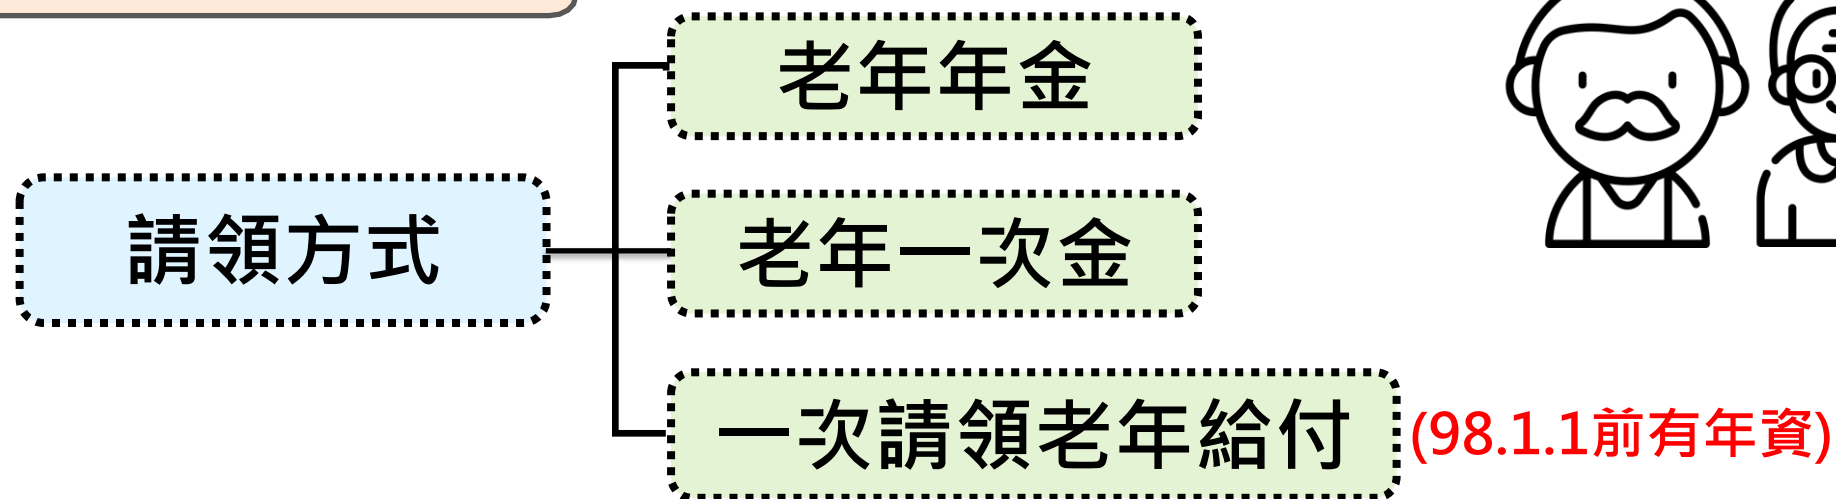 老年年金
請領方式
老年一次金
一次請領老年給付
(98.1.1前有年資)